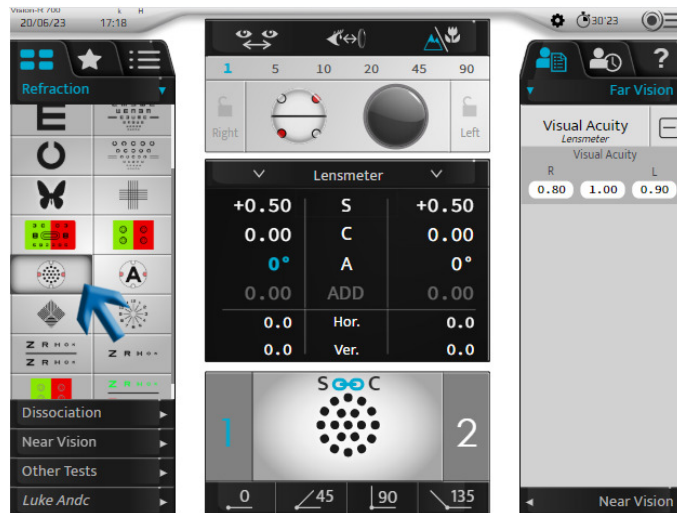 Vision-R 700
20/06/23 17:18
30'23
Refraction
1 5 10 20 45 90
Right Left
Lensmeter
+0.50 S +0.50
0.00 C 0.00
0° A 0°
0.00 ADD 0.00
0.0 Hor. 0.0
0.0 Ver. 0.0
S C
1 2
0 45 90 135
E
A
Z R H O
Z R H O
Z R H O
Dissociation
Near Vision
Other Tests
Luke Andc
?
Far Vision
Visual Acuity
Lensmeter
Visual Acuity
R L
0.80 1.00 0.90
Near Vision